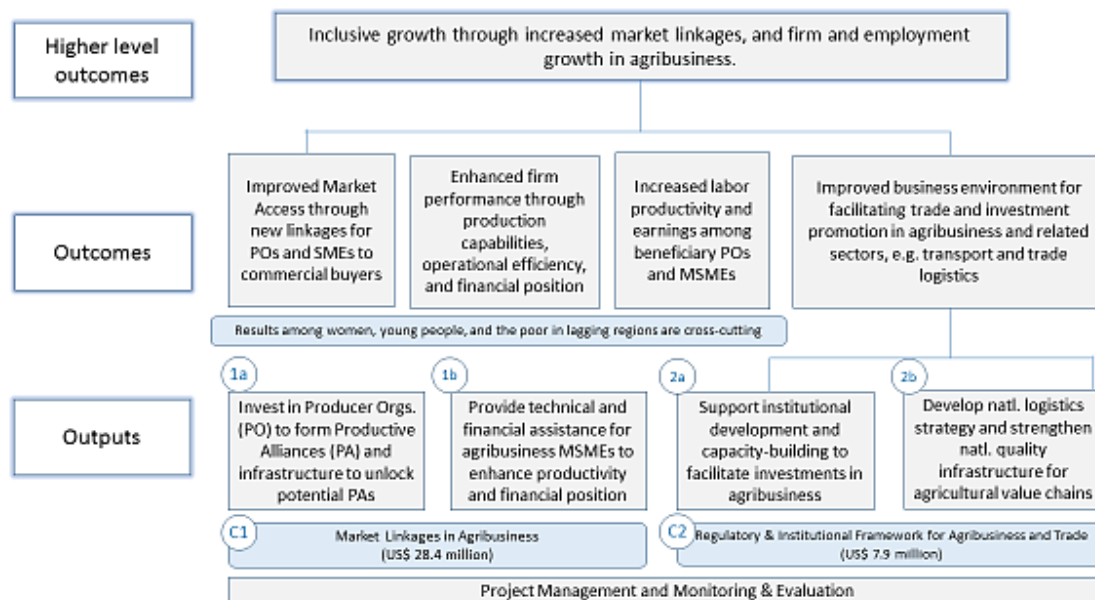 Higher level
outcomes
Inclusive growth through increased market linkages, and firm and employment
growth in agribusiness.
Outcomes
Improved Market
Access through
new linkages for
POs and SMEs to
commercial buyers
Enhanced firm
performance through
production
capabilities,
operational efficiency,
and financial position
Increased labor
productivity and
earnings among
beneficiary POs
and MSMEs
Improved business environment for
facilitating trade and investment
promotion in agribusiness and related
sectors, e.g. transport and trade
logistics
Results among women, young people, and the poor in lagging regions are cross-cutting
Outputs
1a
Invest in Producer Orgs.
(PO) to form Productive
Alliances (PA) and
infrastructure to unlock
potential PAs
1b
Provide technical and
financial assistance for
agribusiness MSMEs to
enhance productivity
and financial position
2a
Support institutional
development and
capacity-building to
facilitate investments in
agribusiness
2b
Develop natl. logistics
strategy and strengthen
natl. quality
infrastructure for
agricultural value chains
C1
Market Linkages in Agribusiness
(US$ 28.4 million)
C2
Regulatory & Institutional Framework for Agribusiness and Trade
(US$ 7.9 million)
Project Management and Monitoring & Evaluation